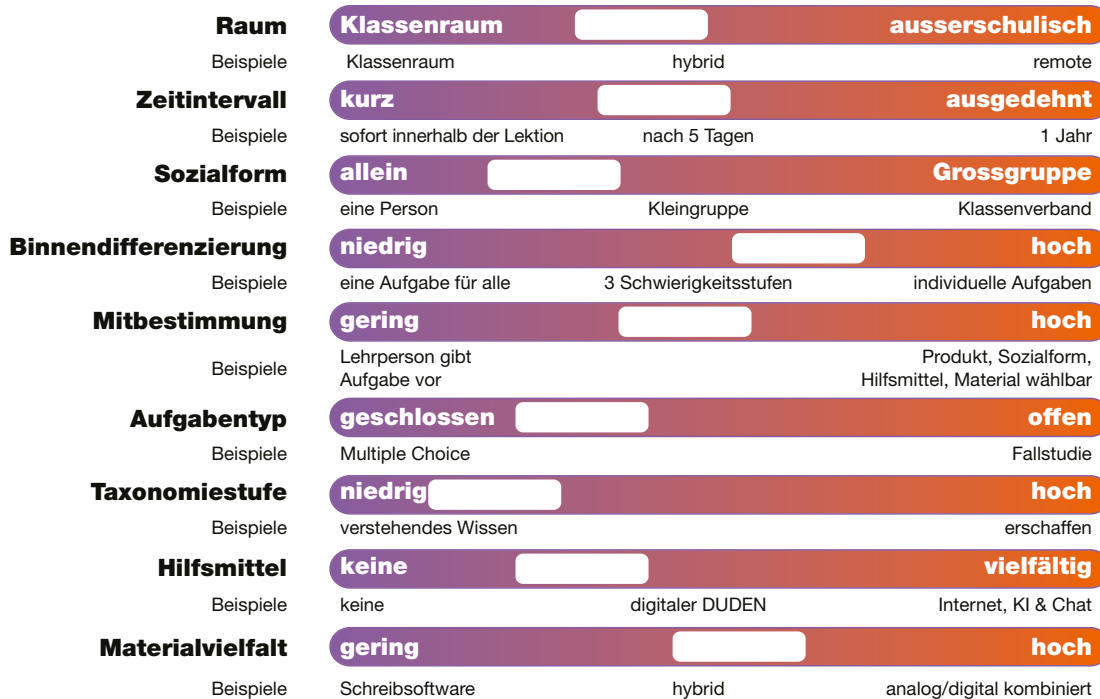 Raum Klassenraum ausserschulisch
Beispiele Klassenraum hybrid remote
Zeitintervall kurz ausgedehnt
Beispiele sofort innerhalb der Lektion nach 5 Tagen 1 Jahr
Sozialform allein Grossgruppe
Beispiele eine Person Kleingruppe Klassenverband
Binnendifferenzierung niedrig hoch
Beispiele eine Aufgabe für alle 3 Schwierigkeitsstufen individuelle Aufgaben
Mitbestimmung gering hoch
Beispiele
Lehrperson gibt
Aufgabe vor
Produkt, Sozialform,
Hilfsmittel, Material wählbar
Aufgabentyp geschlossen offen
Beispiele Multiple Choice Fallstudie
Taxonomiestufe niedrig hoch
Beispiele verstehendes Wissen erschaffen
Hilfsmittel keine vielfältig
Beispiele keine digitaler DUDEN Internet, KI & Chat
Materialvielfalt gering hoch
Beispiele Schreibsoftware hybrid analog/digital kombiniert